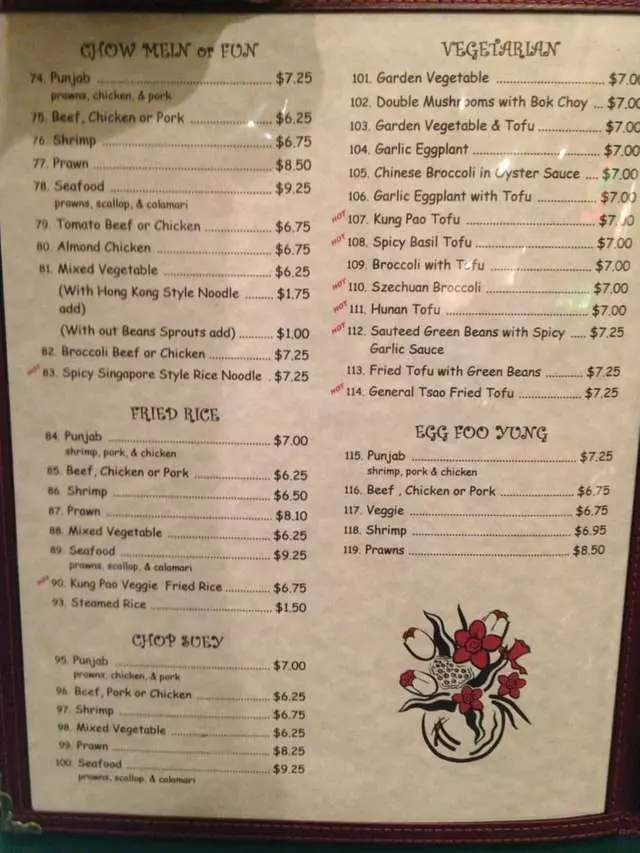 CHOW MEIN or FUN
74. Punjab $7.25
prawns, chicken, & pork
75. Beef, Chicken or Pork $6.25
76. Shrimp $6.75
77. Prawn $8.50
78. Seafood $9.25
prawns, scallop, & calamari
79. Tomato Beef or Chicken $6.75
80. Almond Chicken $6.75
81. Mixed Vegetable $6.25
(With Hong Kong Style Noodle $1.75
add)
(With out Beans Sprouts add) $1.00
82. Broccoli Beef or Chicken $7.25
HOT 83. Spicy Singapore Style Rice Noodle $7.25
FRIED RICE
84. Punjab $7.00
shrimp, pork, & chicken
85. Beef, Chicken or Pork $6.25
86. Shrimp $6.50
87. Prawn $8.10
88. Mixed Vegetable $6.25
89. Seafood $9.25
prawns, scallop, & calamari
HOT 90. Kung Pao Veggie Fried Rice $6.75
93. Steamed Rice $1.50
CHOP SUEY
95. Punjab $7.00
prawns, chicken, & pork
96. Beef, Pork or Chicken $6.25
97. Shrimp $6.75
98. Mixed Vegetable $6.25
99. Prawn $8.25
100. Seafood $9.25
prawns, scallop, & calamari
VEGETARIAN
101. Garden Vegetable $7.00
102. Double Mushrooms with Bok Choy $7.00
103. Garden Vegetable & Tofu $7.00
104. Garlic Eggplant $7.00
105. Chinese Broccoli in Oyster Sauce $7.00
106. Garlic Eggplant with Tofu $7.00
HOT 107. Kung Pao Tofu $7.00
HOT 108. Spicy Basil Tofu $7.00
109. Broccoli with Tofu $7.00
HOT 110. Szechuan Broccoli $7.00
HOT 111. Hunan Tofu $7.00
HOT 112. Sauteed Green Beans with Spicy $7.25
Garlic Sauce
113. Fried Tofu with Green Beans $7.25
HOT 114. General Tsao Fried Tofu $7.25
EGG FOO YUNG
115. Punjab $7.25
shrimp, pork & chicken
116. Beef , Chicken or Pork $6.75
117. Veggie $6.75
118. Shrimp $6.95
119. Prawns $8.50